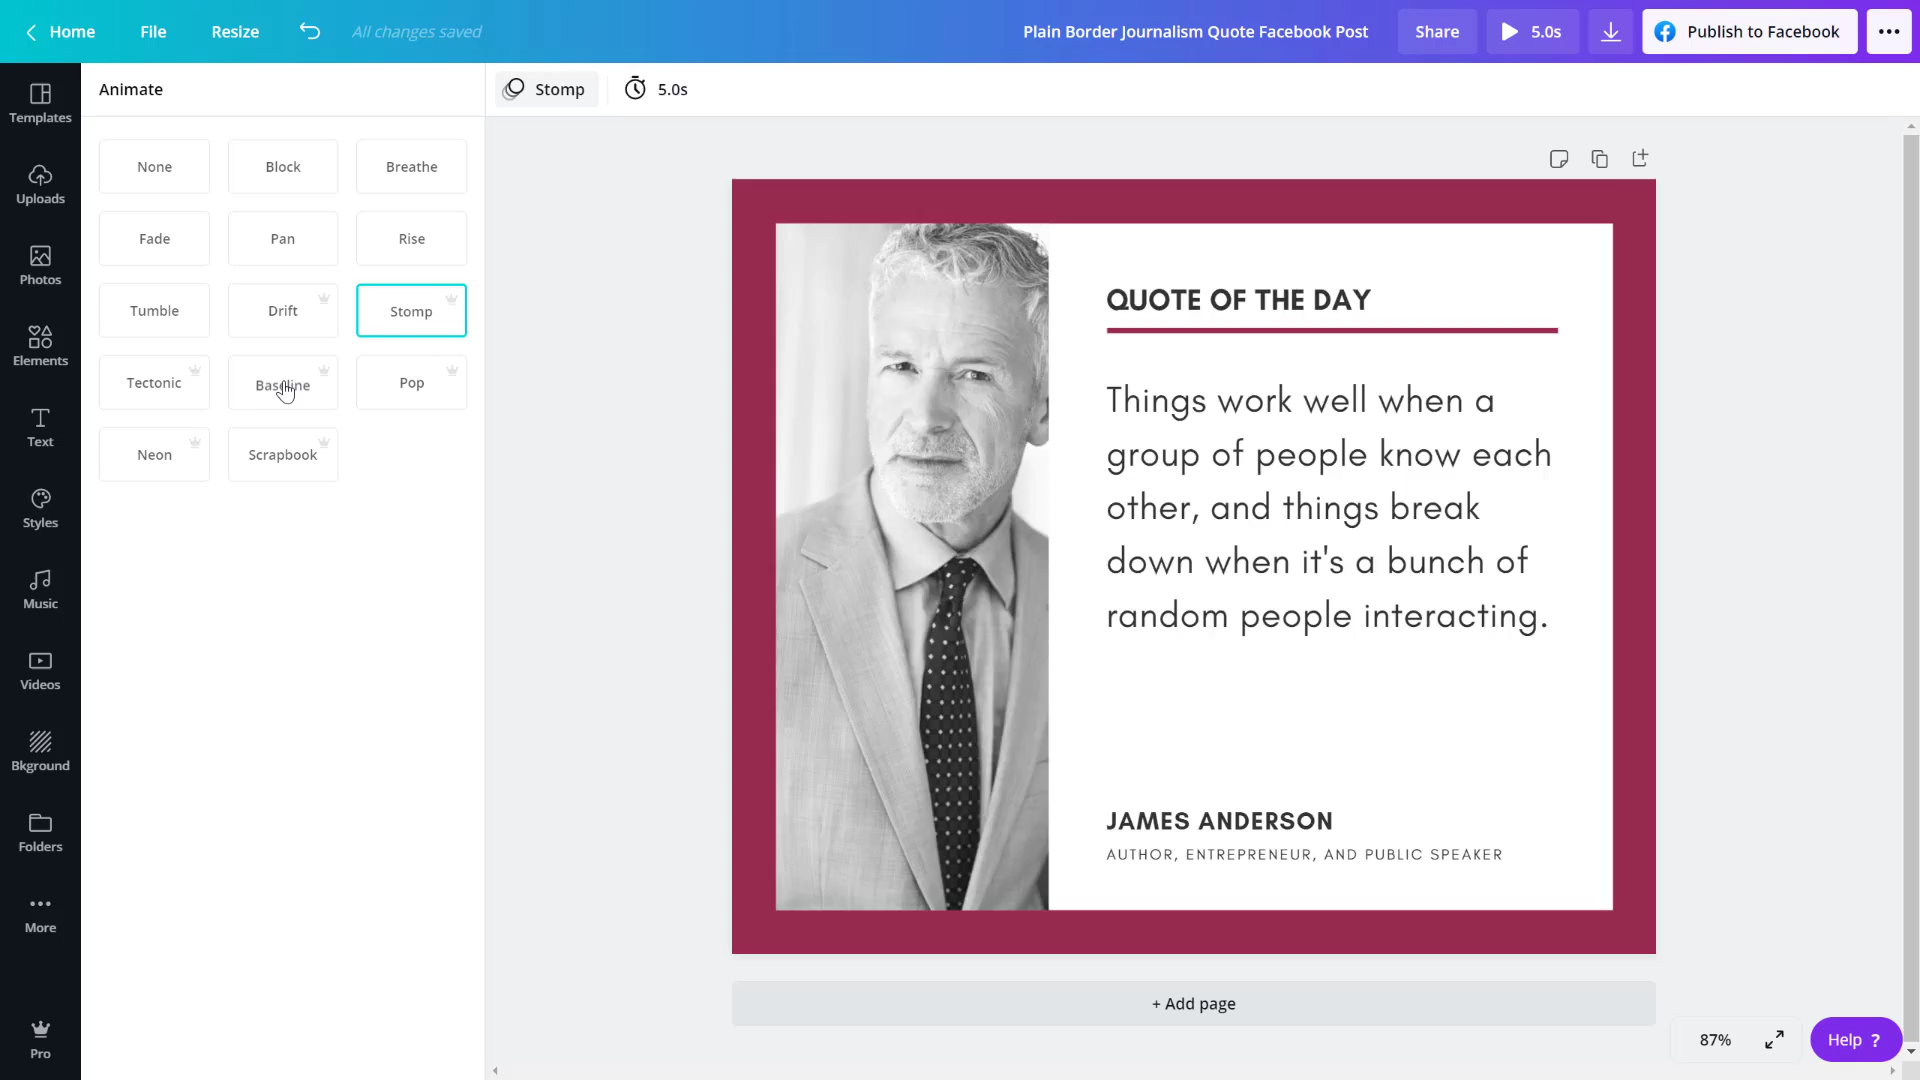 Home
File
Resize
All changes saved
Plain Border Journalism Quote Facebook Post
Share
5.0s
Publish to Facebook
Templates
Uploads
Photos
Elements
Text
Styles
Music
Videos
Bkground
Folders
More
Pro
Animate
None
Block
Breathe
Fade
Pan
Rise
Tumble
Drift
Stomp
Tectonic
Baseline
Pop
Neon
Scrapbook
Stomp
5.0s
QUOTE OF THE DAY
Things work well when a
group of people know each
other, and things break
down when it's a bunch of
random people interacting.
JAMES ANDERSON
AUTHOR, ENTREPRENEUR, AND PUBLIC SPEAKER
+ Add page
87%
Help ?